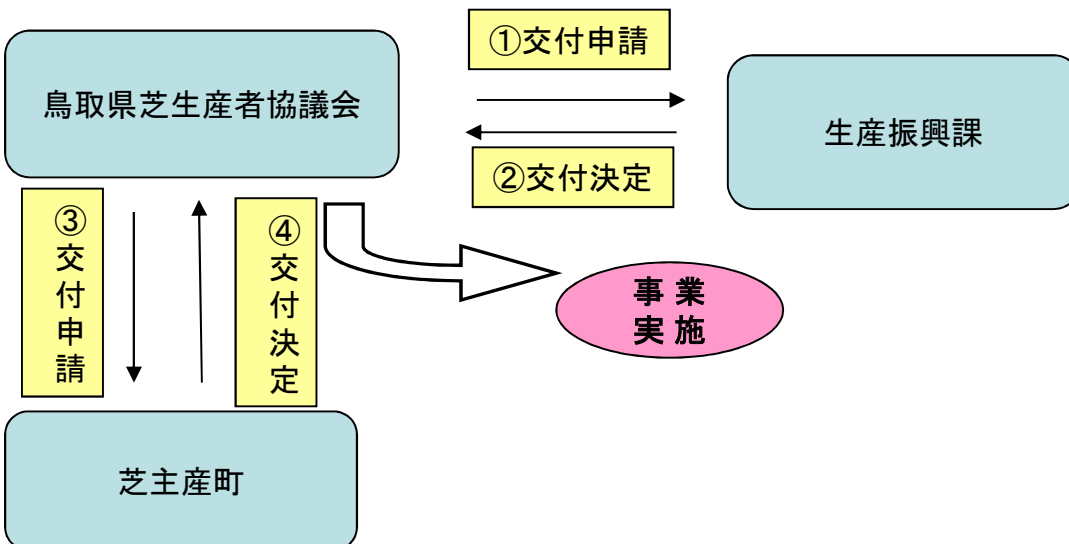 ①交付申請
鳥取県芝生産者協議会
生産振興課
②交付決定
③交付申請
④交付決定
事業
実施
芝主産町